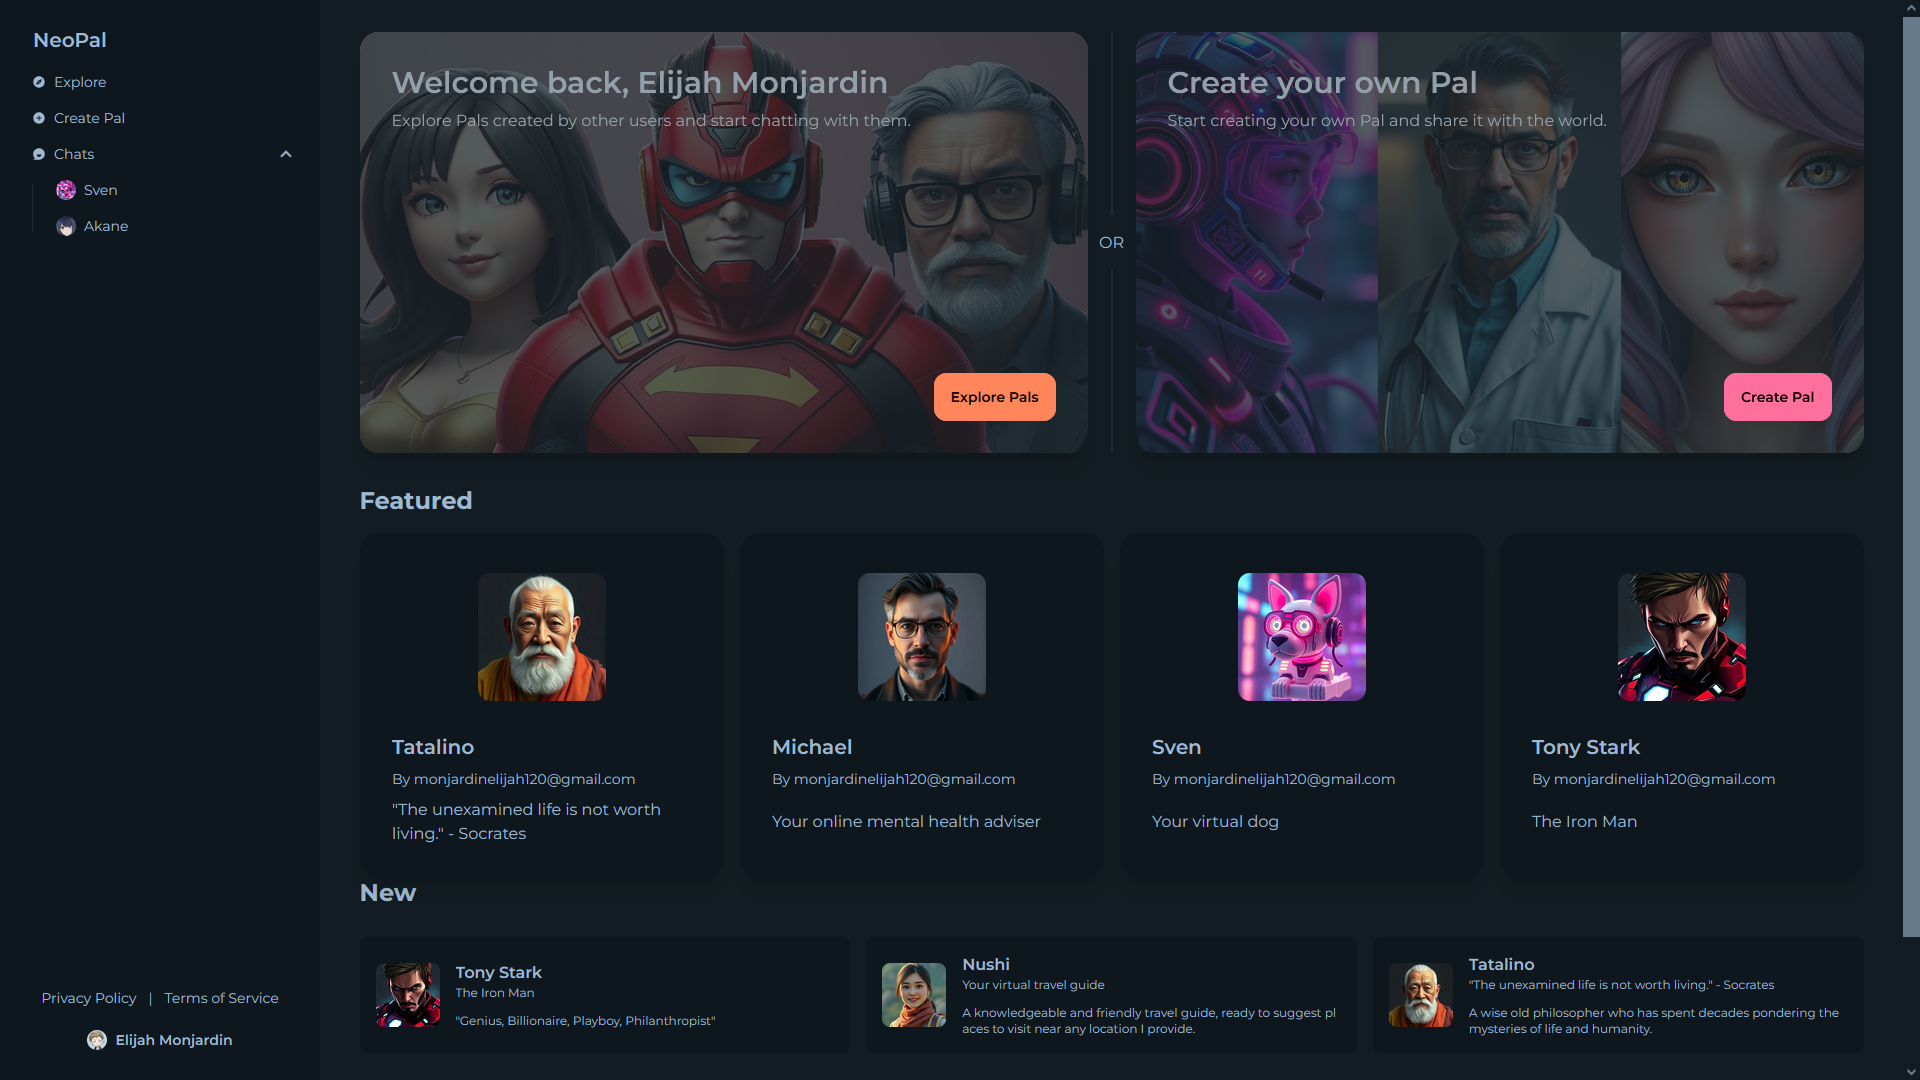 NeoPal
Explore
Create Pal
Chats
Sven
Akane
Privacy Policy | Terms of Service
Elijah Monjardin
Welcome back, Elijah Monjardin
Explore Pals created by other users and start chatting with them.
Explore Pals
OR
Create your own Pal
Start creating your own Pal and share it with the world.
Create Pal
Featured
Tatalino
By monjardinelijah120@gmail.com
"The unexamined life is not worth
living." - Socrates
Michael
By monjardinelijah120@gmail.com
Your online mental health adviser
Sven
By monjardinelijah120@gmail.com
Your virtual dog
Tony Stark
By monjardinelijah120@gmail.com
The Iron Man
New
Tony Stark
The Iron Man
"Genius, Billionaire, Playboy, Philanthropist"
Nushi
Your virtual travel guide
A knowledgeable and friendly travel guide, ready to suggest pl
aces to visit near any location I provide.
Tatalino
"The unexamined life is not worth living." - Socrates
A wise old philosopher who has spent decades pondering the
mysteries of life and humanity.